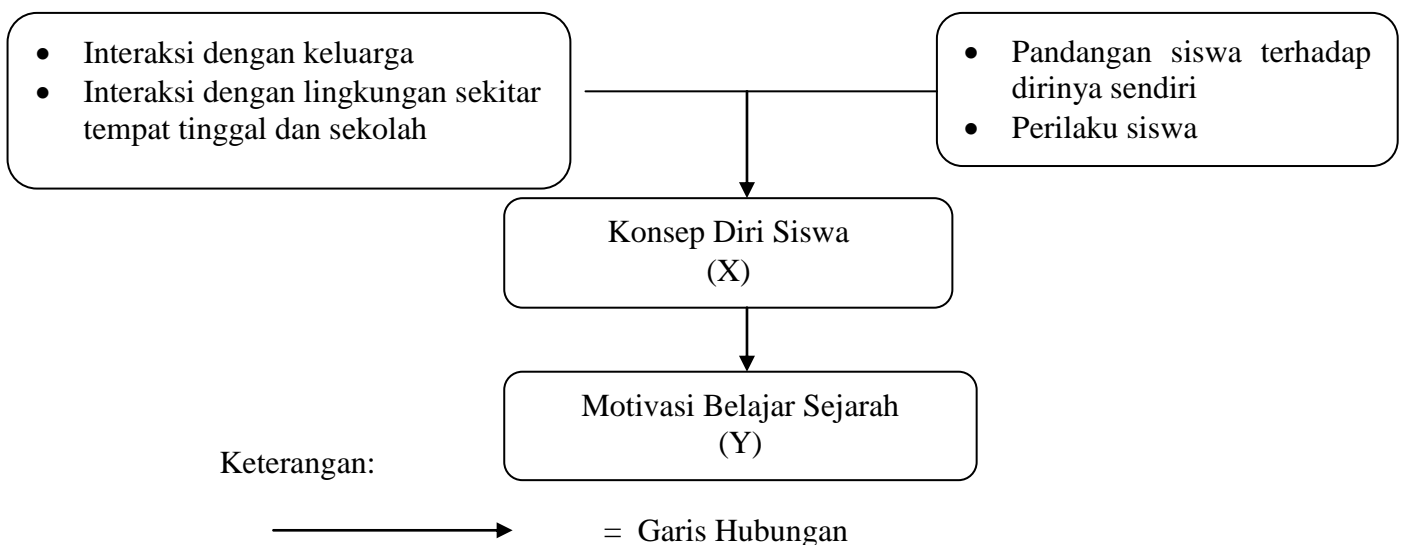 • Interaksi dengan keluarga
• Interaksi dengan lingkungan sekitar
tempat tinggal dan sekolah
• Pandangan siswa terhadap
dirinya sendiri
• Perilaku siswa
Konsep Diri Siswa
(X)
Motivasi Belajar Sejarah
(Y)
Keterangan:
= Garis Hubungan